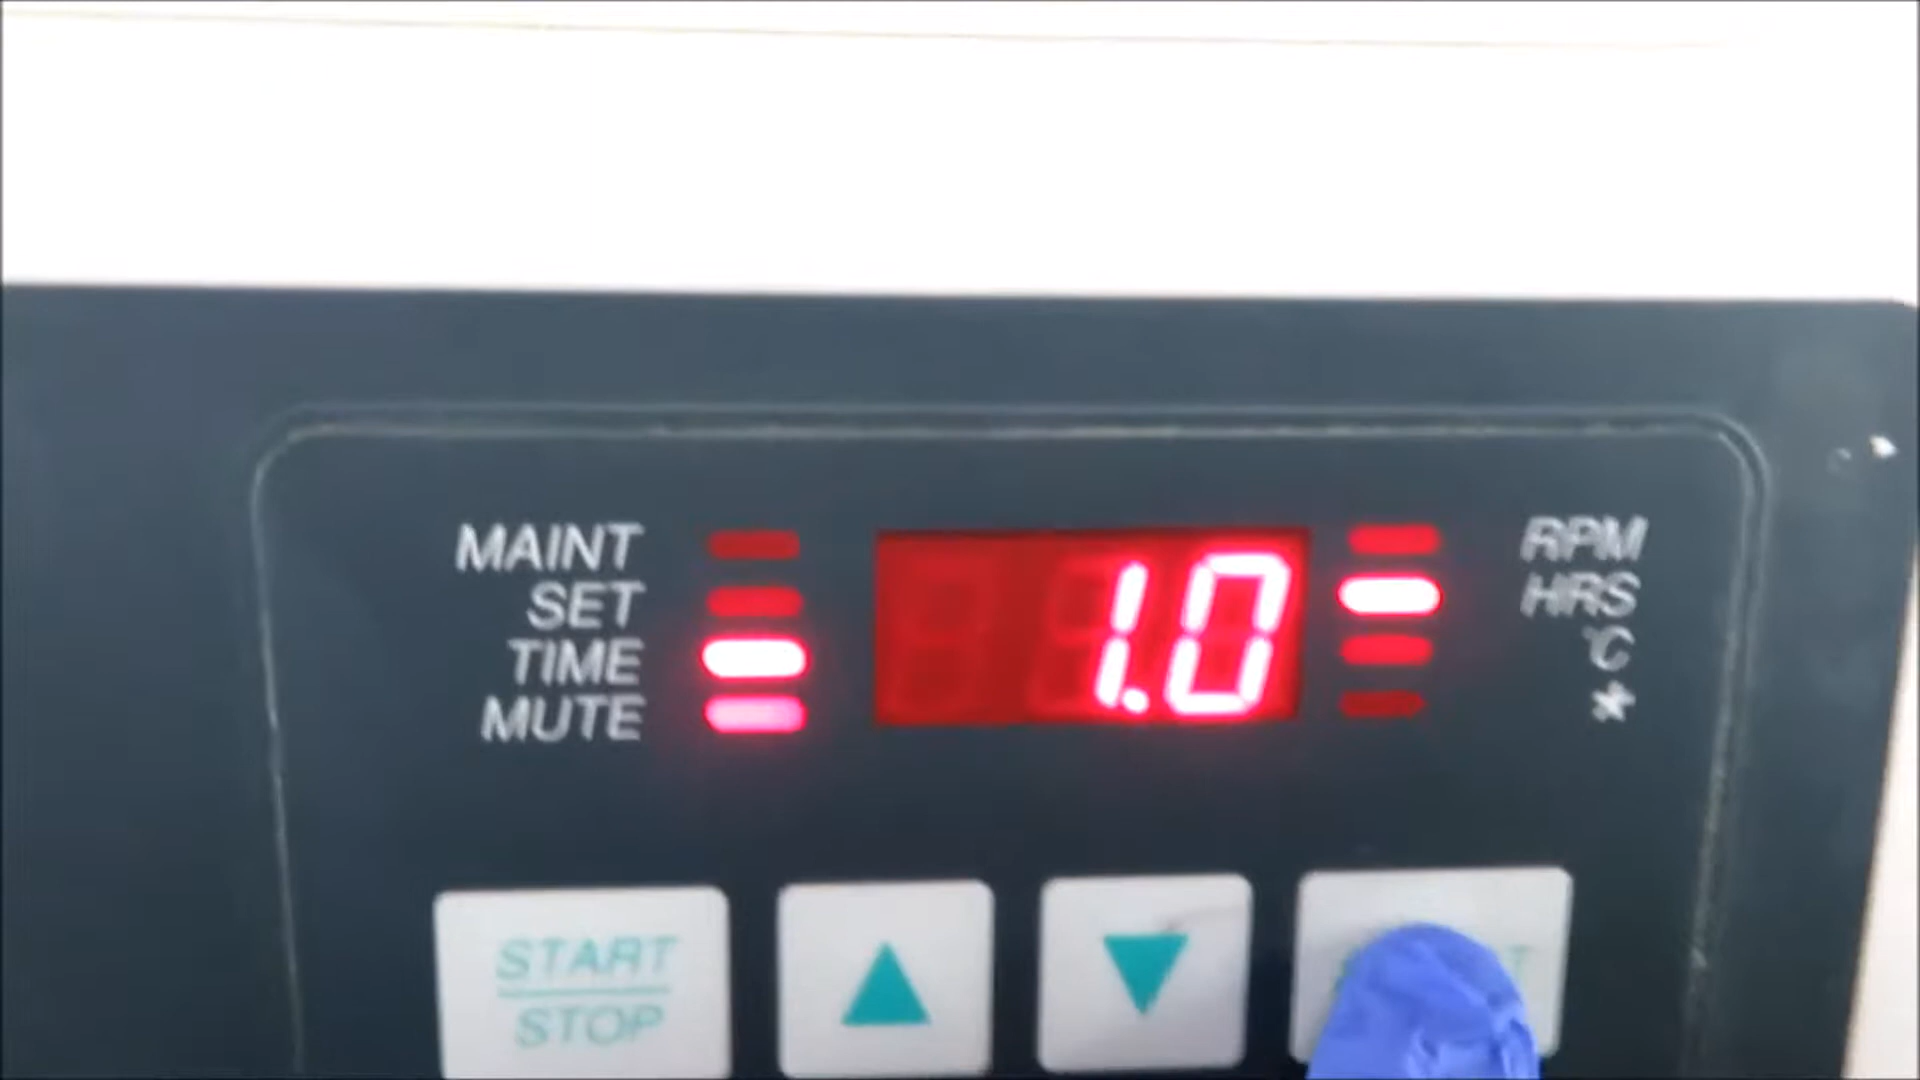 MAINT
SET
TIME
MUTE
1.0
RPM
HRS
°C
START
STOP